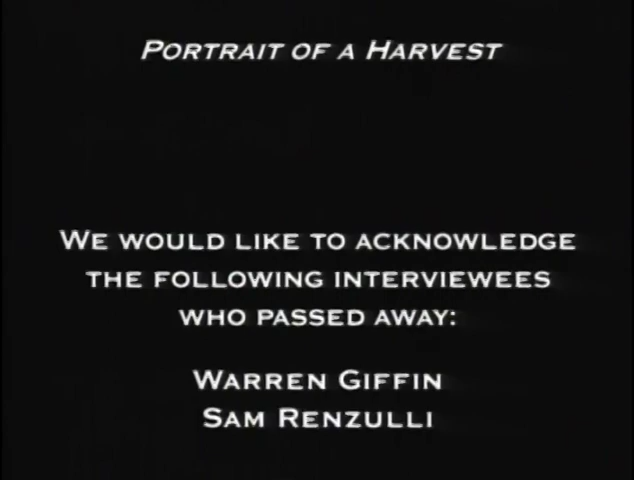 Portrait of a Harvest
We would like to acknowledge
the following interviewees
who passed away:
Warren Giffin
Sam Renzulli